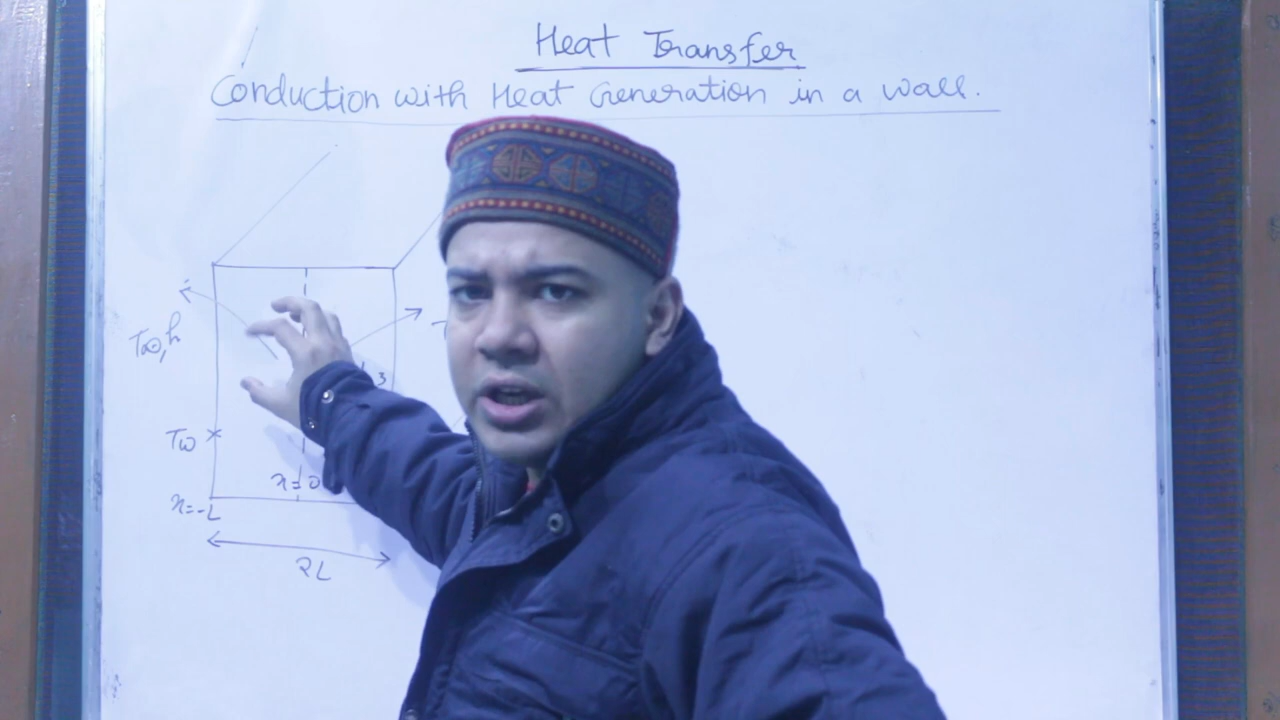 Heat Transfer
Conduction with Heat Generation in a wall.
T∞, h
Tw
x=0
x=-L
2L